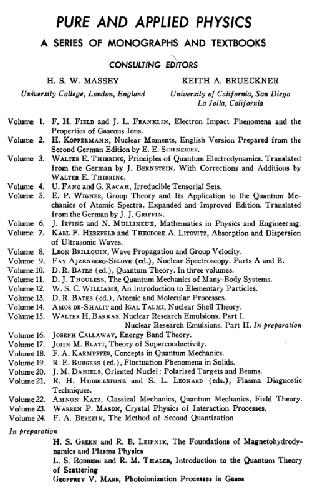 PURE AND APPLIED PHYSICS
A SERIES OF MONOGRAPHS AND TEXTBOOKS
CONSULTING EDITORS
H. S. W. MASSEY KEITH A. BRUECKNER
University College, London, England University of California, San Diego
La Jolla, California
Volume 1. F. H. FIELD and J. L. FRANKLIN, Electron Impact Phenomena and the
Properties of Gaseous Ions.
Volume 2. H. KOPFERMANN, Nuclear Moments, English Version Prepared from the
Second German Edition by E. E. SCHNEIDER.
Volume 3. WALTER E. THIRRING, Principles of Quantum Electrodynamics. Translated
from the German by J. BERNSTEIN. With Corrections and Additions by
WALTER E. THIRRING.
Volume 4. U. FANO and G. RACAH, Irreducible Tensorial Sets.
Volume 5. E. P. WIGNER, Group Theory and Its Application to the Quantum Me-
chanics of Atomic Spectra. Expanded and Improved Edition. Translated
from the German by J. J. GRIFFIN.
Volume 6. J. IRVING and N. MULLINEUX, Mathematics in Physics and Engineering.
Volume 7. KARL F. HERZFELD and THEODORE A. LITOVITZ, Absorption and Dispersion
of Ultrasonic Waves.
Volume 8. LEON BRILLOUIN, Wave Propagation and Group Velocity.
Volume 9. FAY AJZENBERG-SELOVE (ed.), Nuclear Spectroscopy. Parts A and B.
Volume 10. D. R. BATES (ed.), Quantum Theory. In three volumes.
Volume 11. D. J. THOULESS, The Quantum Mechanics of Many-Body Systems.
Volume 12. W. S. C. WILLIAMS, An Introduction to Elementary Particles.
Volume 13. D. R. BATES (ed.), Atomic and Molecular Processes.
Volume 14. AMOS DE-SHALIT and IGAL TALMI, Nuclear Shell Theory.
Volume 15. WALTER H. BARKAS. Nuclear Research Emulsions. Part I.
Nuclear Research Emulsions. Part II. In preparation
Volume 16. JOSEPH CALLAWAY, Energy Band Theory.
Volume 17. JOHN M. BLATT, Theory of Superconductivity.
Volume 18. F. A. KAEMPFFER, Concepts in Quantum Mechanics.
Volume 19. R. E. BURGESS (ed.), Fluctuation Phenomena in Solids.
Volume 20. J. M. DANIELS, Oriented Nuclei: Polarized Targets and Beams.
Volume 21. R. H. HUDDLESTONE and S. L. LEONARD (eds.), Plasma Diagnostic
Techniques.
Volume 22. AMNON KATZ, Classical Mechanics, Quantum Mechanics, Field Theory.
Volume 23. WARREN P. MASON, Crystal Physics of Interaction Processes.
Volume 24. F. A. BEREZIN, The Method of Second Quantization
In preparation
H. S. GREEN and R. B. LEIPNIK, The Foundations of Magnetohydrody-
namics and Plasma Physics
L. S. RODBERG and R. M. THALER, Introduction to the Quantum Theory
of Scattering
GEOFFREY V. MARR, Photoionization Processes in Gases